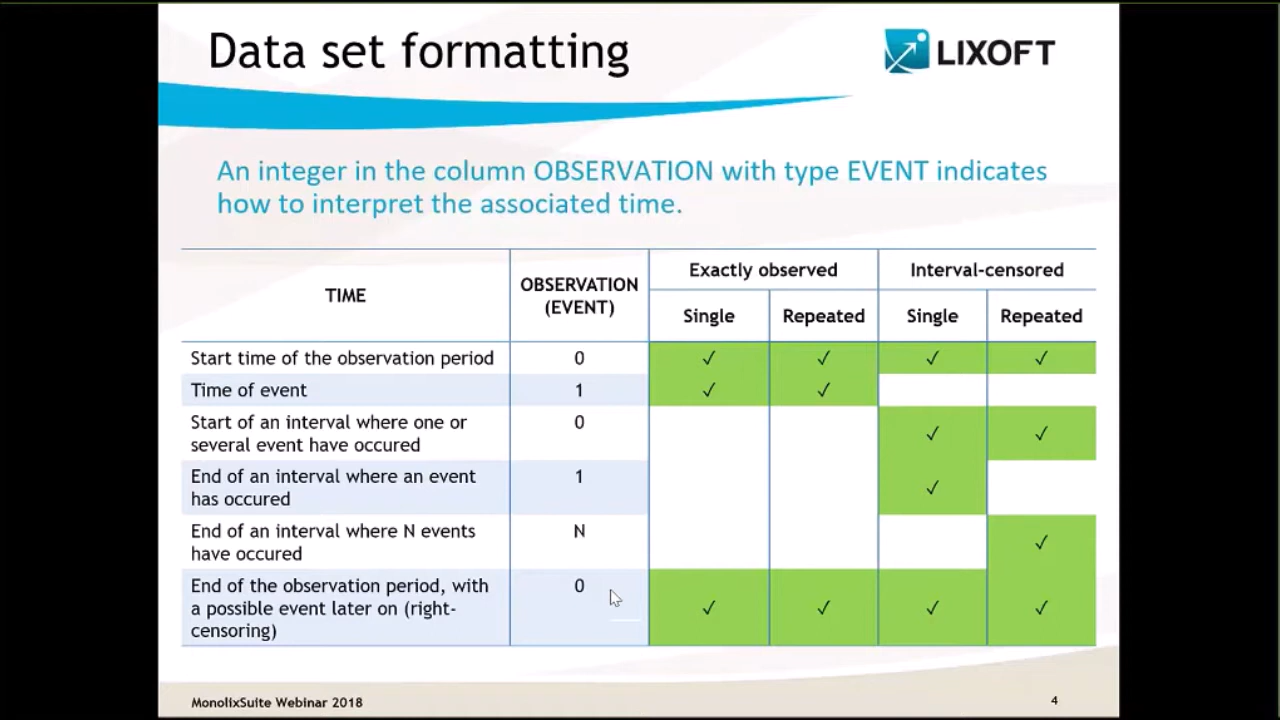 Data set formatting
LIXOFT
An integer in the column OBSERVATION with type EVENT indicates
how to interpret the associated time.
TIME
OBSERVATION
(EVENT)
Exactly observed
Interval-censored
Single
Repeated
Single
Repeated
Start time of the observation period 0 ✓ ✓ ✓ ✓
Time of event 1 ✓ ✓
Start of an interval where one or
several event have occured
0 ✓ ✓
End of an interval where an event
has occured
1 ✓
End of an interval where N events
have occured
N ✓
End of the observation period, with
a possible event later on (right-
censoring)
0 ✓ ✓ ✓ ✓
MonolixSuite Webinar 2018
4